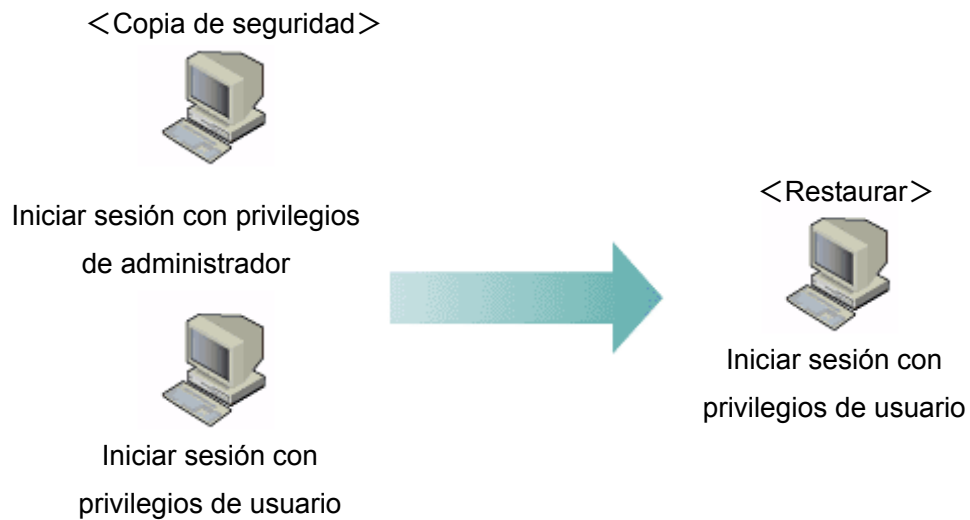 ＜Copia de seguridad＞
Iniciar sesión con privilegios
de administrador
Iniciar sesión con
privilegios de usuario
＜Restaurar＞
Iniciar sesión con
privilegios de usuario